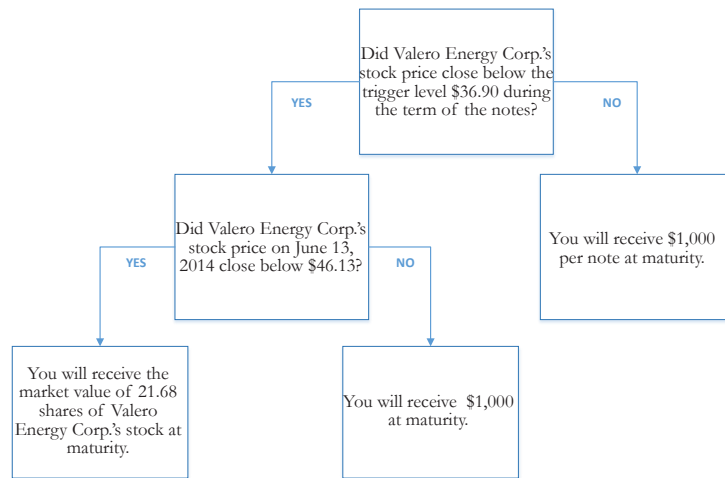 Did Valero Energy Corp.'s
stock price close below the
trigger level $36.90 during
the term of the notes?
YES
NO
Did Valero Energy Corp.'s
stock price on June 13,
2014 close below $46.13?
You will receive $1,000
per note at maturity.
YES
NO
You will receive the
market value of 21.68
shares of Valero
Energy Corp.'s stock at
maturity.
You will receive $1,000
at maturity.